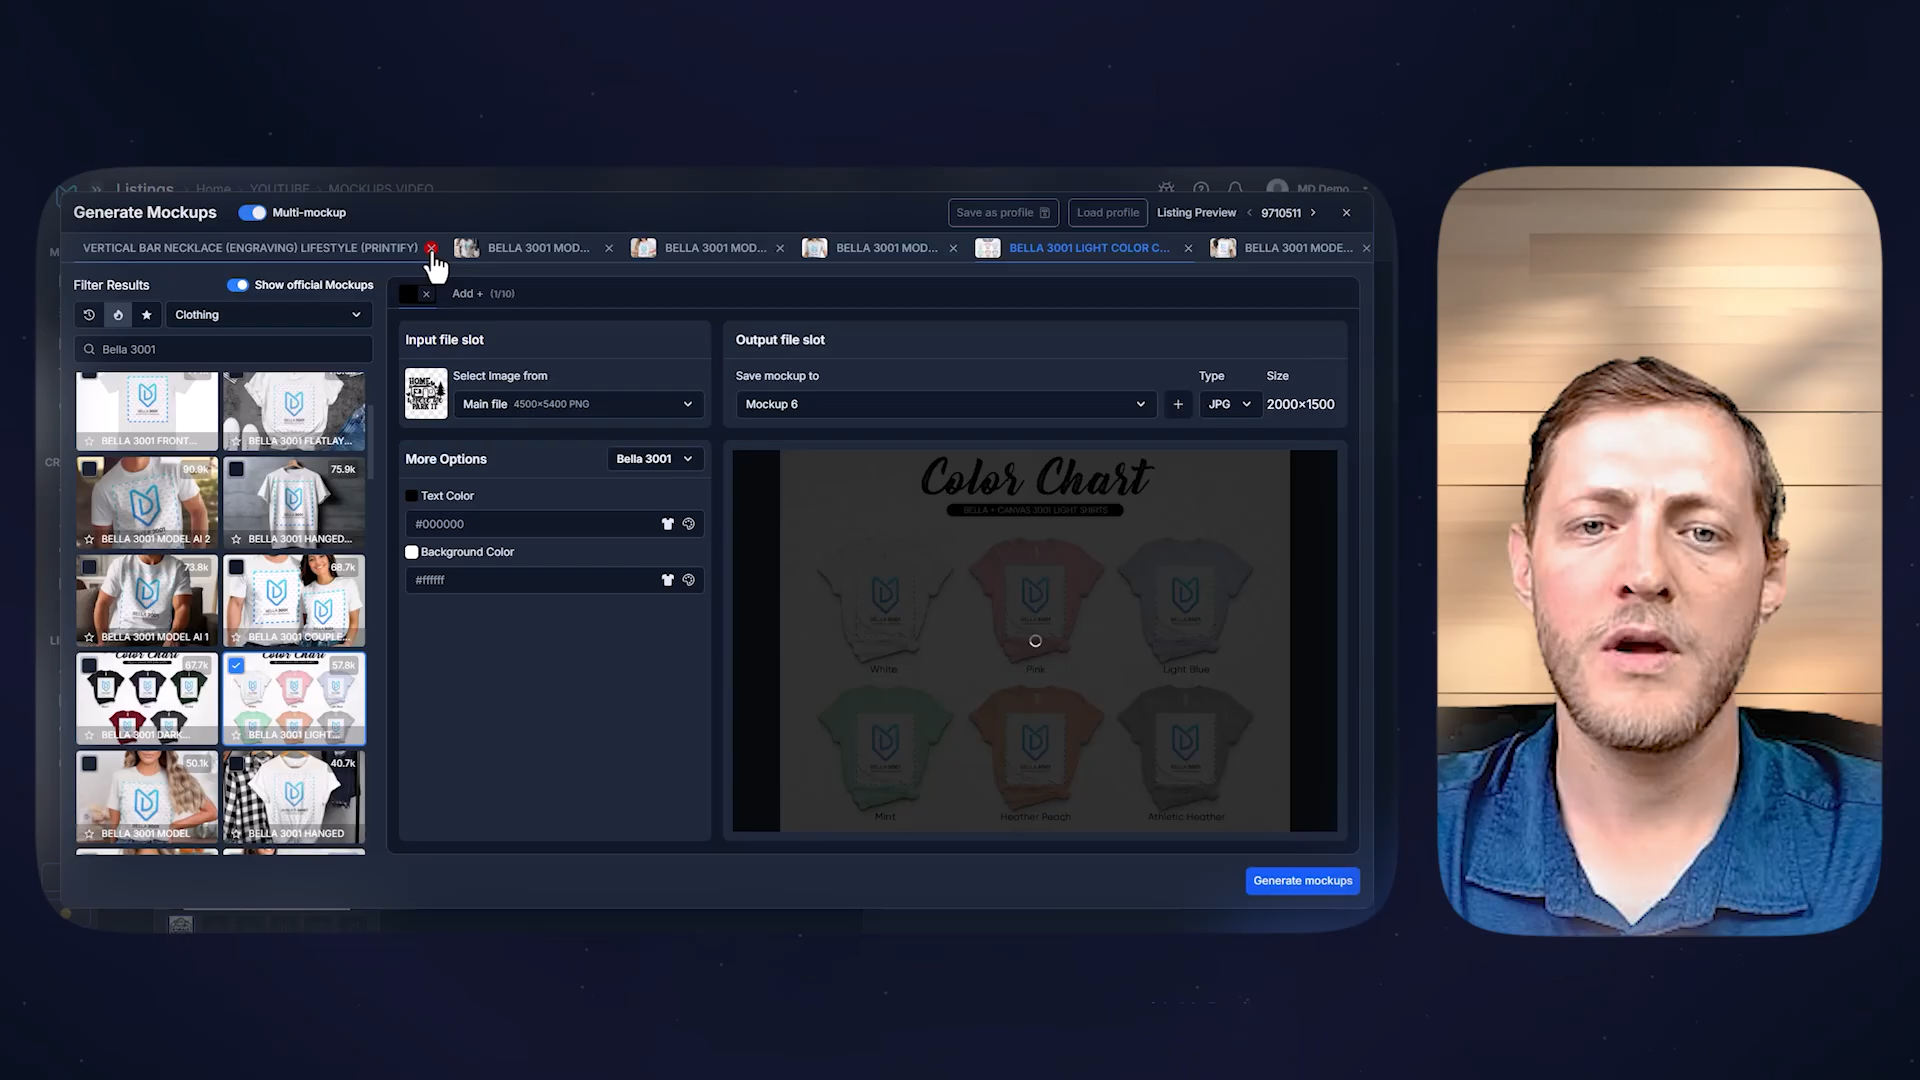 Listings Home YOUTUBE MOCKUPS VIDEO
MD Demo
Generate Mockups
Multi-mockup
Save as profile
Load profile
Listing Preview
9710511
VERTICAL BAR NECKLACE (ENGRAVING) LIFESTYLE (PRINTIFY)
BELLA 3001 MOD...
BELLA 3001 MOD...
BELLA 3001 MOD...
BELLA 3001 LIGHT COLOR C...
BELLA 3001 MODE...
Filter Results
Show official Mockups
Add + (1/10)
Clothing
Bella 3001
Input file slot
Output file slot
Select Image from
Main file 4500×5400 PNG
Save mockup to
Mockup 6
Type
JPG
Size
2000×1500
HOME
PARK IT
More Options
Bella 3001
Text Color
#000000
Background Color
#ffffff
BELLA 3001 FRONT...
BELLA 3001 FLATLAY...
90.9k
BELLA 3001 MODEL AI 2
75.9k
BELLA 3001 HANGED...
73.8k
BELLA 3001 MODEL AI 1
68.7k
BELLA 3001 COUPLE...
Color Chart
67.7k
BELLA 3001 DARK...
Color Chart
57.8k
BELLA 3001 LIGHT...
50.1k
BELLA 3001 MODEL
40.7k
BELLA 3001 HANGED
Color Chart
BELLA + CANVAS 3001 LIGHT SHIRTS
White
Pink
Light Blue
Mint
Heather Peach
Athletic Heather
Generate mockups